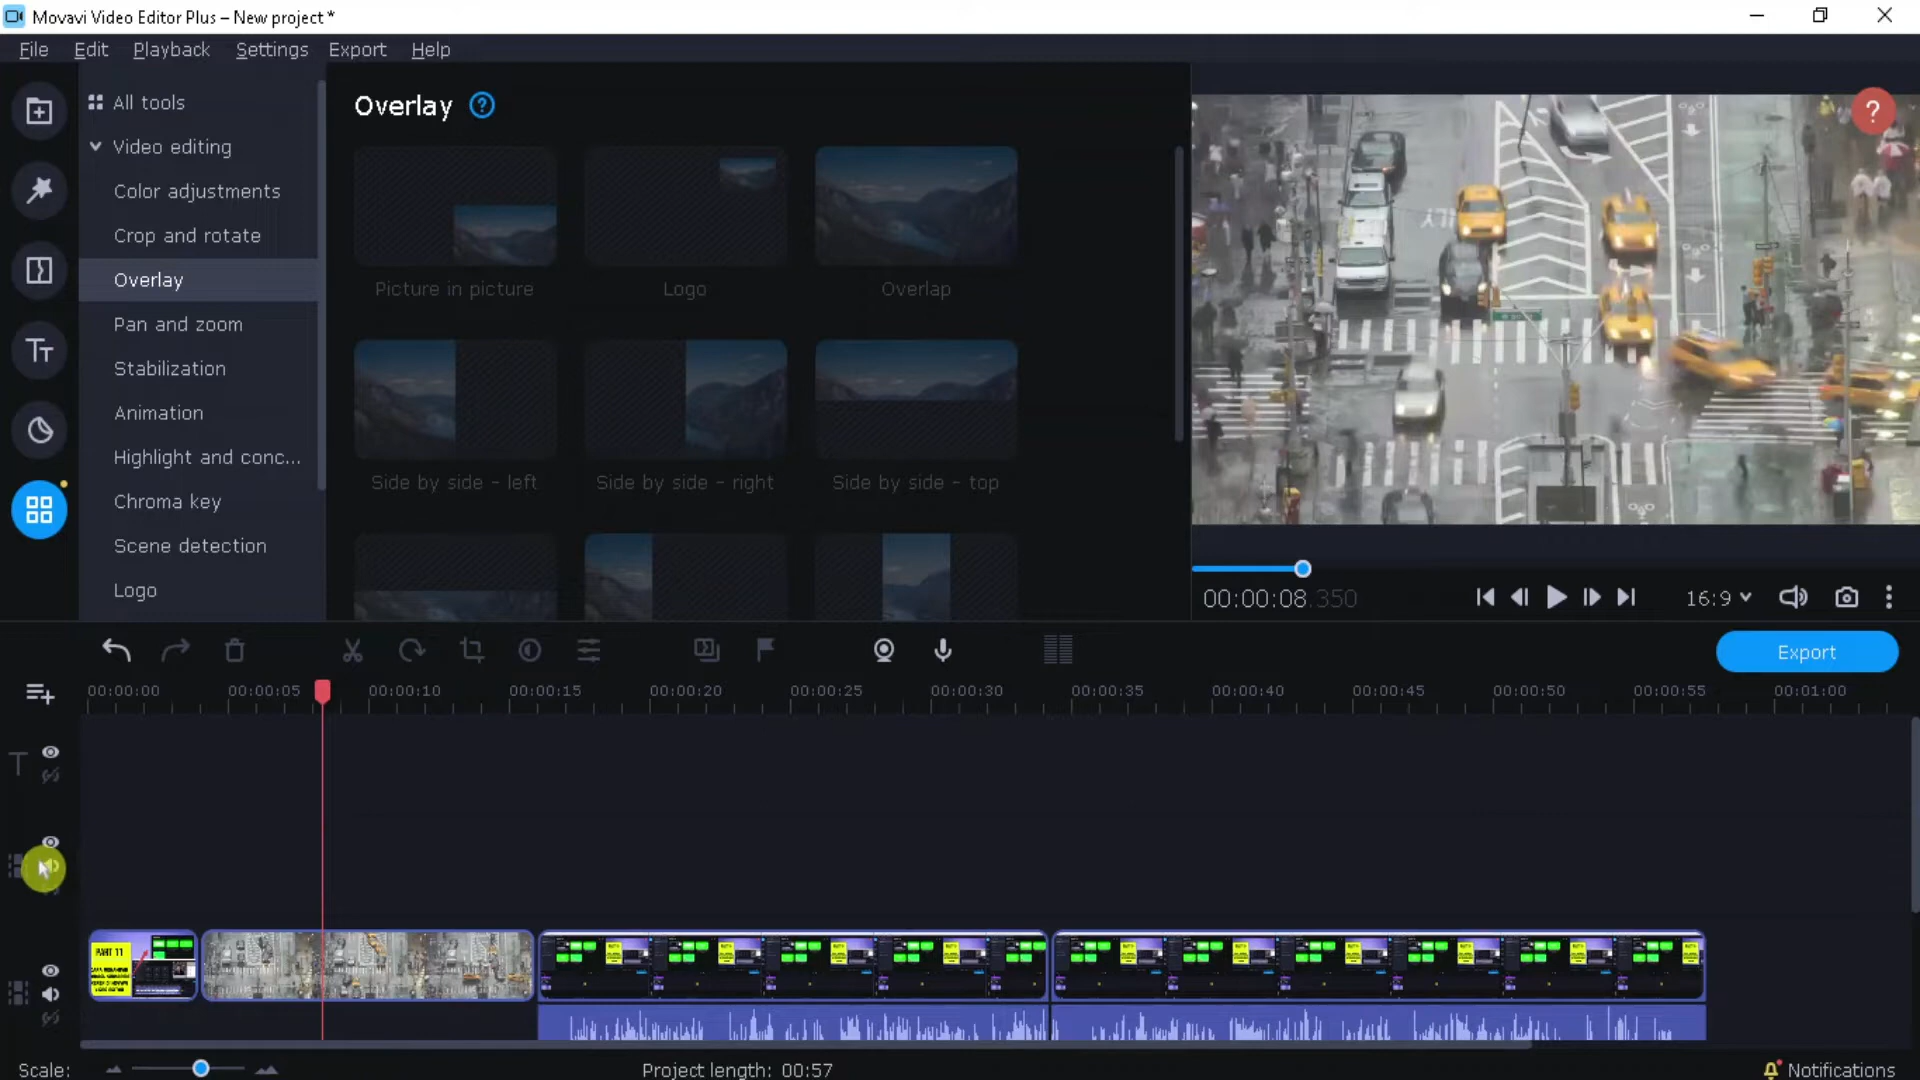 Movavi Video Editor Plus – New project *
File Edit Playback Settings Export Help
All tools
Video editing
Color adjustments
Crop and rotate
Overlay
Pan and zoom
Stabilization
Animation
Highlight and conc...
Chroma key
Scene detection
Logo
Overlay ?
Picture in picture Logo Overlap
Side by side - left Side by side - right Side by side - top
?
00:00:08.350
16:9
Export
00:00:00 00:00:05 00:00:10 00:00:15 00:00:20 00:00:25 00:00:30 00:00:35 00:00:40 00:00:45 00:00:50 00:00:55 00:01:00
PART 11
Scale:
Project length: 00:57
Notifications